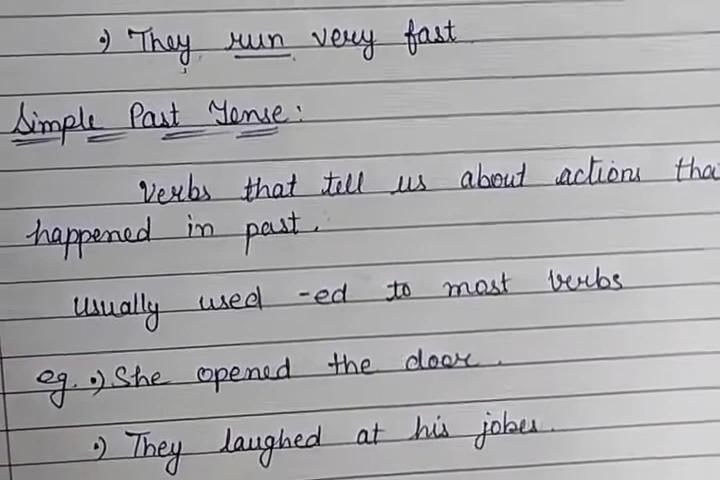 •) They run very fast
Simple Past Tense:
Verbs that tell us about actions tha
happened in past.
Usually used -ed to most verbs
eg. •) She opened the door.
•) They laughed at his jobes.